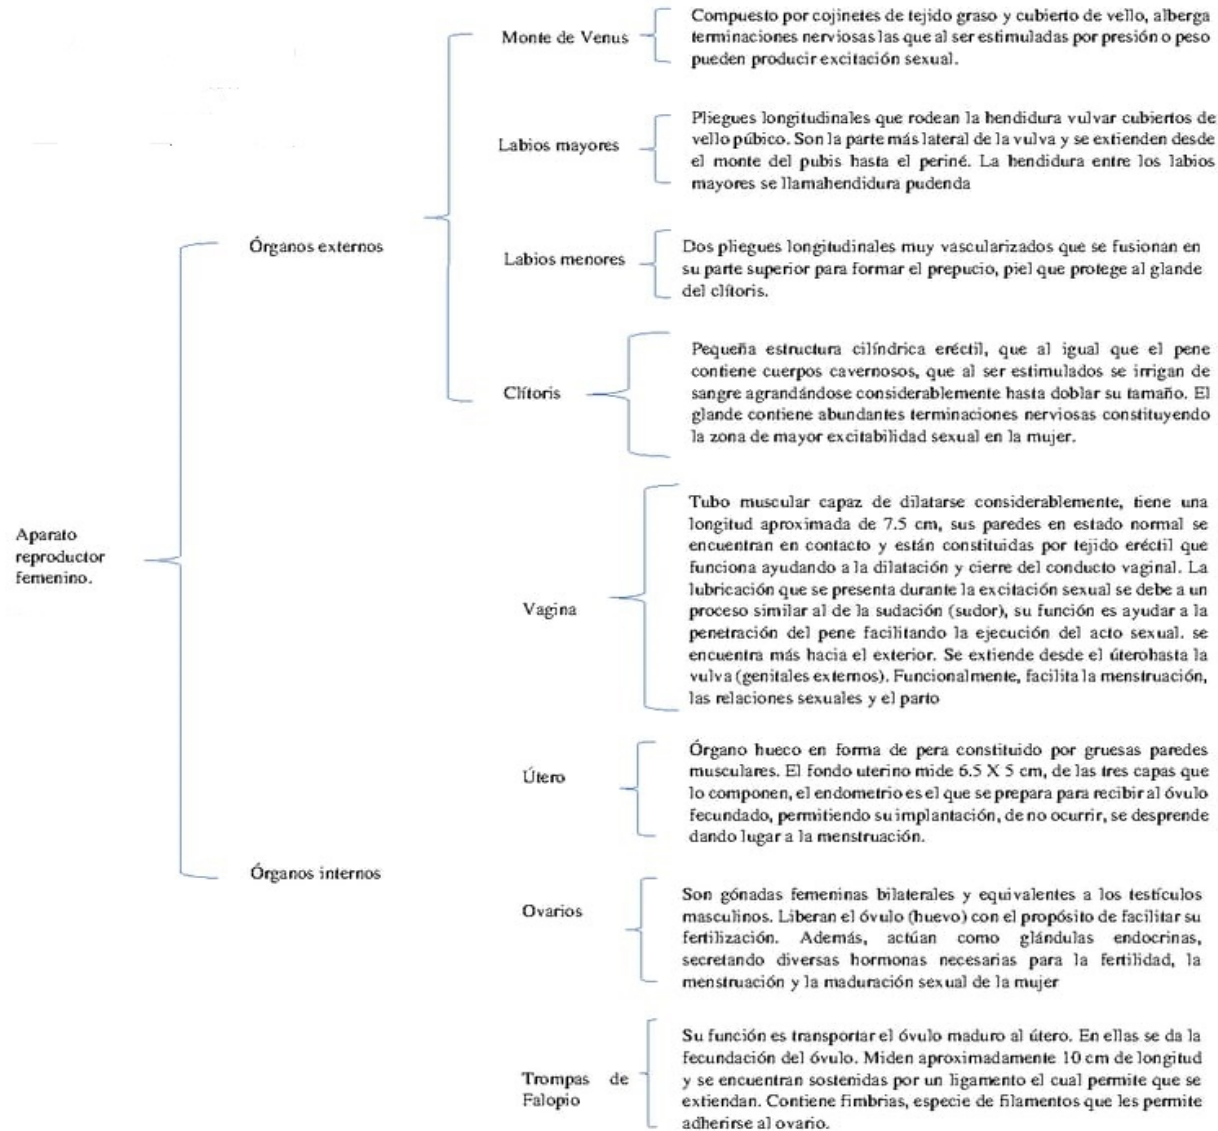 Aparato
reproductor
femenino.
Órganos externos
Monte de Venus
Compuesto por cojinetes de tejido graso y cubierto de vello, alberga
terminaciones nerviosas las que al ser estimuladas por presión o peso
pueden producir excitación sexual.
Labios mayores
Pliegues longitudinales que rodean la hendidura vulvar cubiertos de
vello púbico. Son la parte más lateral de la vulva y se extienden desde
el monte del pubis hasta el periné. La hendidura entre los labios
mayores se llamahendidura pudenda
Labios menores
Dos pliegues longitudinales muy vascularizados que se fusionan en
su parte superior para formar el prepucio, piel que protege al glande
del clítoris.
Clítoris
Pequeña estructura cilíndrica eréctil, que al igual que el pene
contiene cuerpos cavernosos, que al ser estimulados se irrigan de
sangre agrandándose considerablemente hasta doblar su tamaño. El
glande contiene abundantes terminaciones nerviosas constituyendo
la zona de mayor excitabilidad sexual en la mujer.
Órganos internos
Vagina
Tubo muscular capaz de dilatarse considerablemente, tiene una
longitud aproximada de 7.5 cm, sus paredes en estado normal se
encuentran en contacto y están constituidas por tejido eréctil que
funciona ayudando a la dilatación y cierre del conducto vaginal. La
lubricación que se presenta durante la excitación sexual se debe a un
proceso similar al de la sudación (sudor), su función es ayudar a la
penetración del pene facilitando la ejecución del acto sexual. se
encuentra más hacia el exterior. Se extiende desde el úterohasta la
vulva (genitales externos). Funcionalmente, facilita la menstruación,
las relaciones sexuales y el parto
Útero
Órgano hueco en forma de pera constituido por gruesas paredes
musculares. El fondo uterino mide 6.5 X 5 cm, de las tres capas que
lo componen, el endometrio es el que se prepara para recibir al óvulo
fecundado, permitiendo su implantación, de no ocurrir, se desprende
dando lugar a la menstruación.
Ovarios
Son gónadas femeninas bilaterales y equivalentes a los testículos
masculinos. Liberan el óvulo (huevo) con el propósito de facilitar su
fertilización. Además, actúan como glándulas endocrinas,
secretando diversas hormonas necesarias para la fertilidad, la
menstruación y la maduración sexual de la mujer
Trompas de
Falopio
Su función es transportar el óvulo maduro al útero. En ellas se da la
fecundación del óvulo. Miden aproximadamente 10 cm de longitud
y se encuentran sostenidas por un ligamento el cual permite que se
extiendan. Contiene fimbrias, especie de filamentos que les permite
adherirse al ovario.